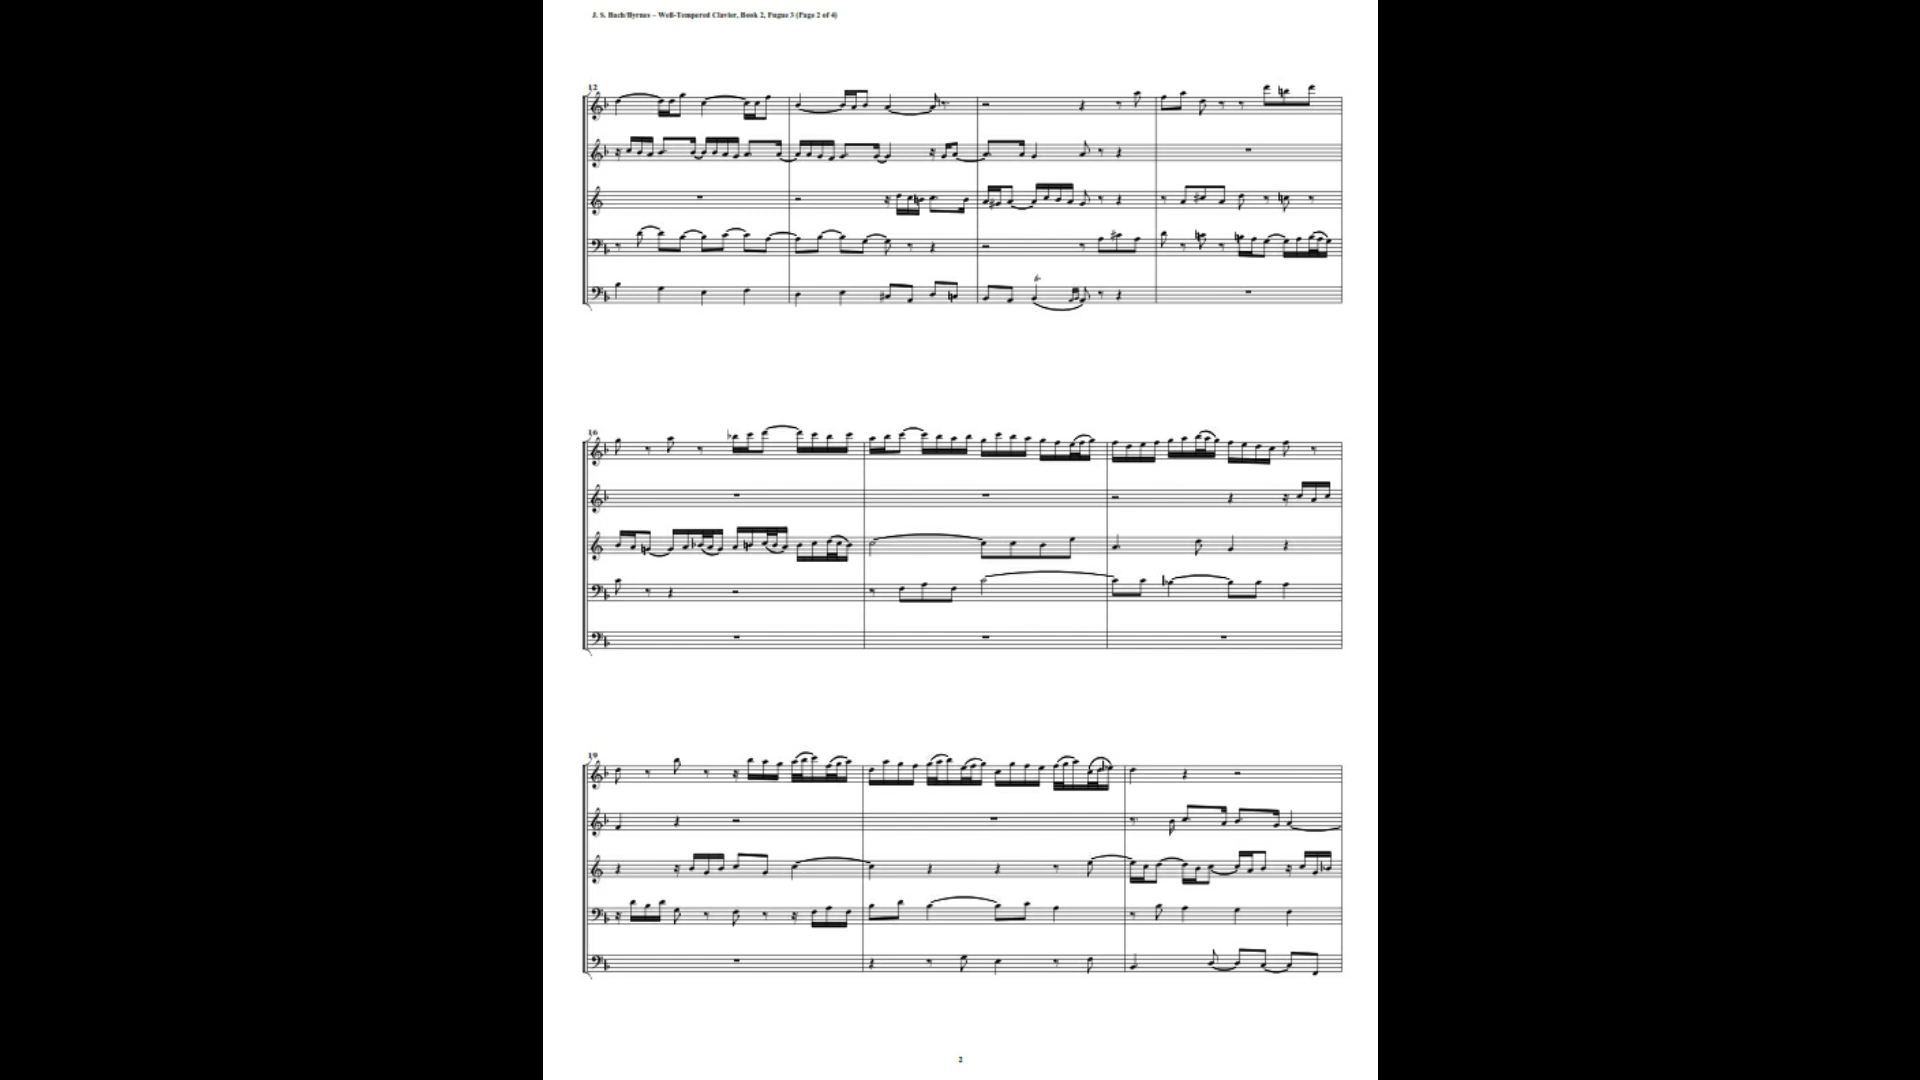 J. S. Bach/Byrnes – Well-Tempered Clavier, Book 2, Fugue 3 (Page 2 of 4)
12
16
19
2